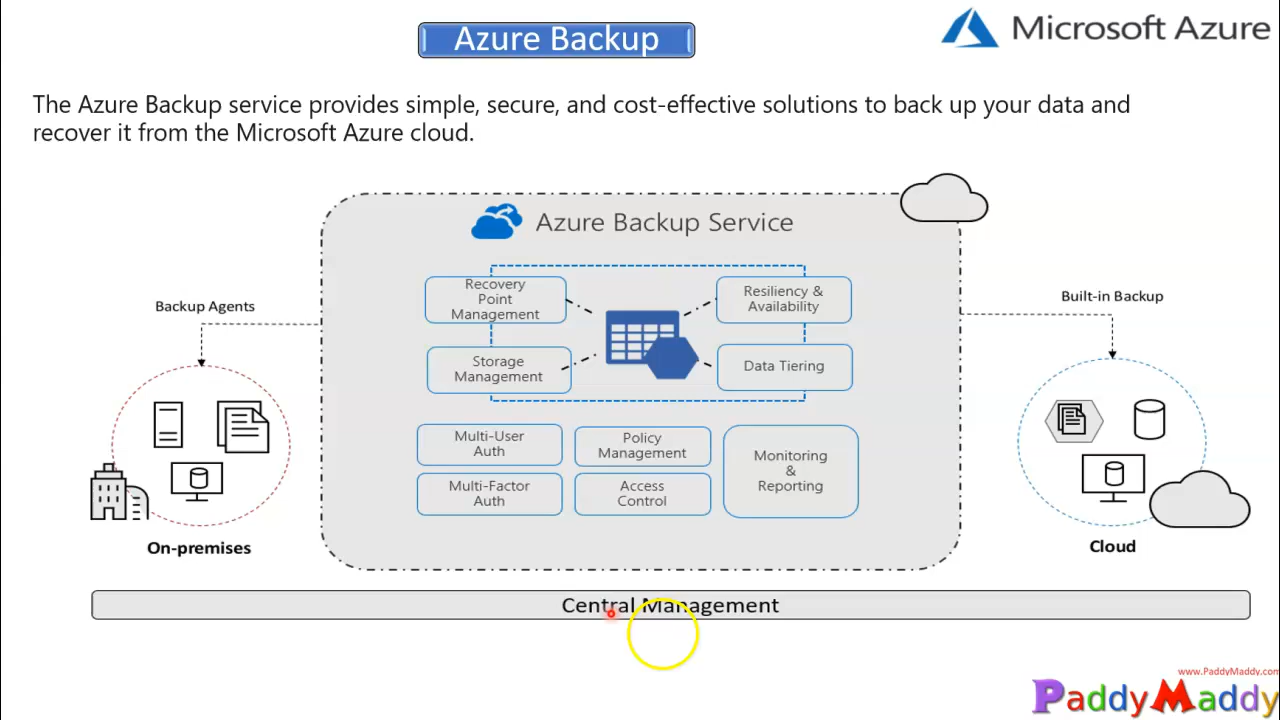 Azure Backup
Microsoft Azure
The Azure Backup service provides simple, secure, and cost-effective solutions to back up your data and
recover it from the Microsoft Azure cloud.
Azure Backup Service
Backup Agents
Built-in Backup
Recovery
Point
Management
Resiliency &
Availability
Storage
Management
Data Tiering
Multi-User
Auth
Policy
Management
Monitoring
&
Reporting
Multi-Factor
Auth
Access
Control
On-premises
Cloud
Central Management
www.PaddyMaddy.com
PaddyMaddy